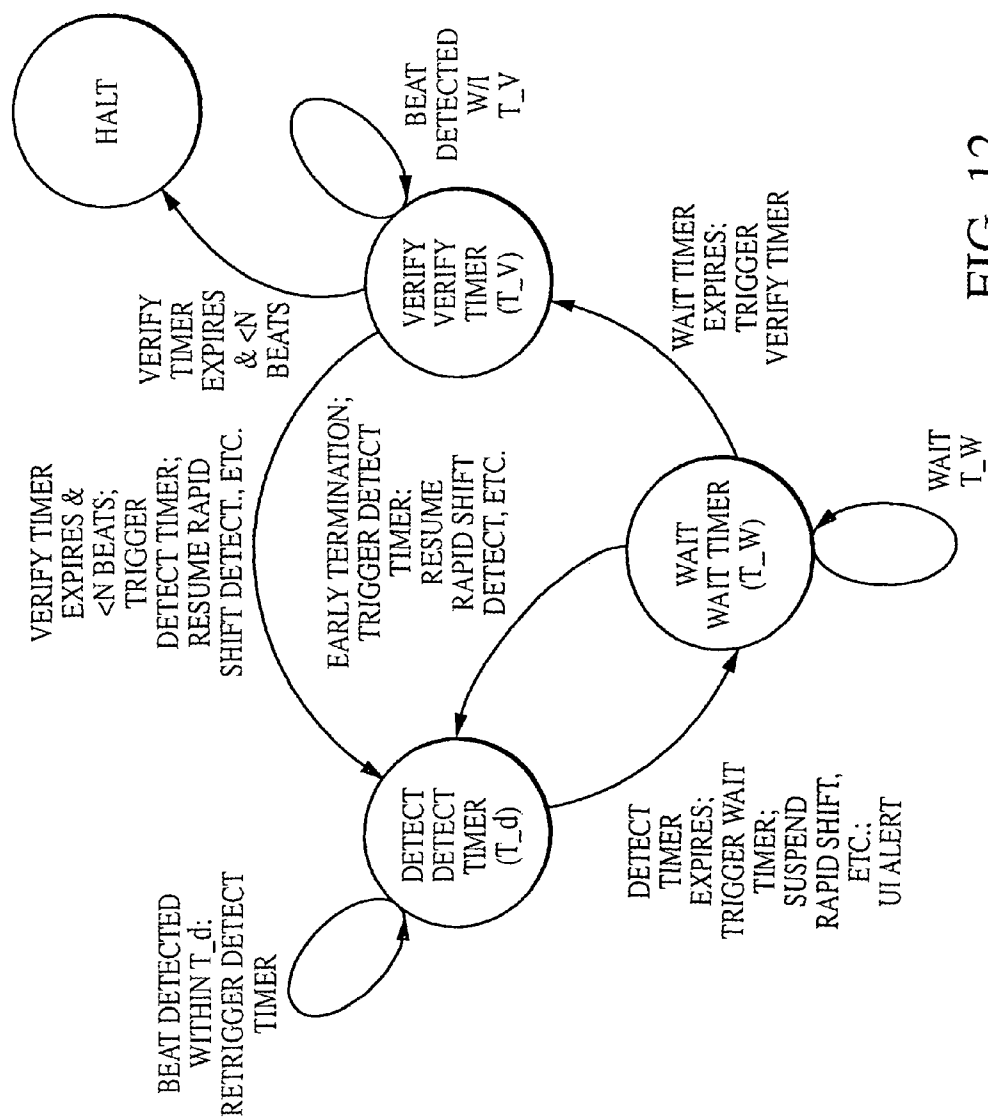 BEAT DETECTED
WITHIN T_d:
RETRIGGER DETECT
TIMER
VERIFY TIMER
EXPIRES &
<N BEATS;
TRIGGER
DETECT TIMER;
RESUME RAPID
SHIFT DETECT., ETC.
VERIFY
TIMER
EXPIRES
& <N
BEATS
HALT
DETECT
DETECT
TIMER
(T_d)
EARLY TERMINATION;
TRIGGER DETECT
TIMER;
RESUME
RAPID SHIFT
DETECT, ETC.
VERIFY
VERIFY
TIMER
(T_V)
BEAT
DETECTED
W/I
T_V
DETECT
TIMER
EXPIRES;
TRIGGER WAIT
TIMER;
SUSPEND
RAPID SHIFT,
ETC.;
UI ALERT
WAIT
WAIT TIMER
(T_W)
WAIT TIMER
EXPIRES;
TRIGGER
VERIFY TIMER
WAIT
T_W
FIG. 12